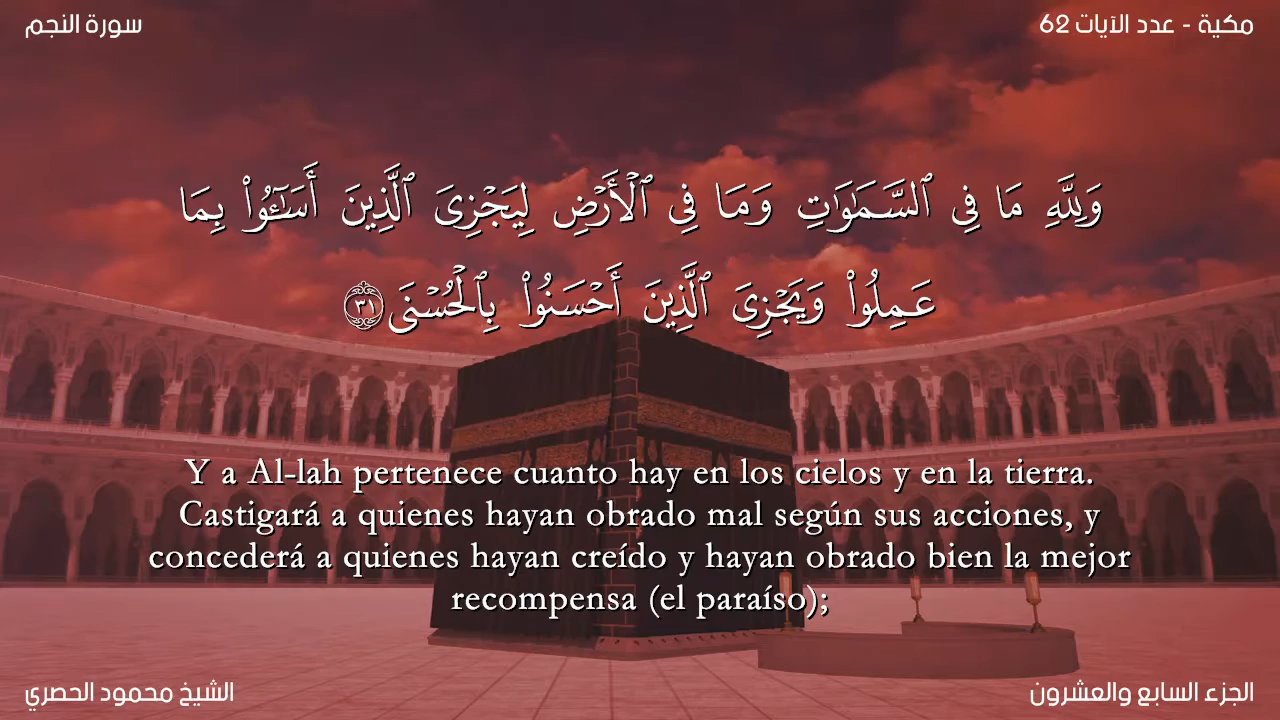 مكية - عدد الآيات 62
سورة النجم
وَلِلَّهِ مَا فِى ٱلسَّمَـٰوَٰتِ وَمَا فِى ٱلْأَرْضِ لِيَجْزِىَ ٱلَّذِينَ أَسَـٰٓـُٔوا۟ بِمَا
عَمِلُوا۟ وَيَجْزِىَ ٱلَّذِينَ أَحْسَنُوا۟ بِٱلْحُسْنَى ٣١
Y a Al-lah pertenece cuanto hay en los cielos y en la tierra.
Castigará a quienes hayan obrado mal según sus acciones, y
concederá a quienes hayan creído y hayan obrado bien la mejor
recompensa (el paraíso);
الجزء السابع والعشرون
الشيخ محمود الحصري